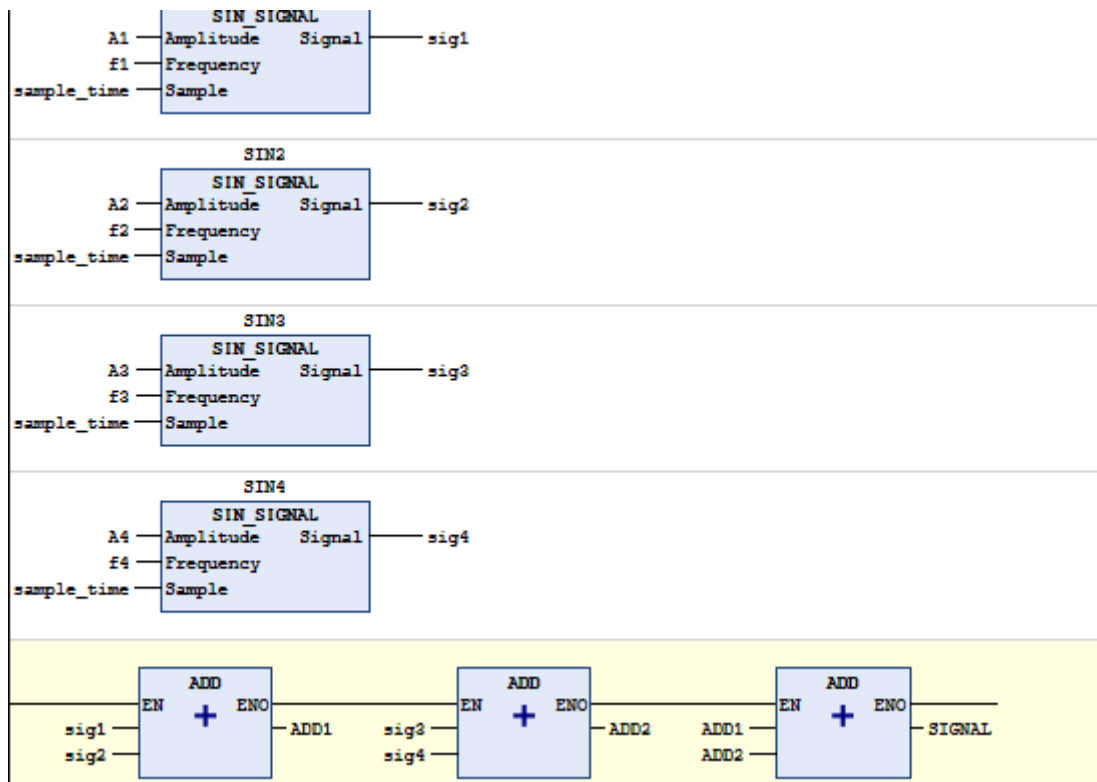 SIN_SIGNAL
A1 Amplitude Signal sig1
f1 Frequency
sample_time Sample
SIN2
SIN_SIGNAL
A2 Amplitude Signal sig2
f2 Frequency
sample_time Sample
SIN3
SIN_SIGNAL
A3 Amplitude Signal sig3
f3 Frequency
sample_time Sample
SIN4
SIN_SIGNAL
A4 Amplitude Signal sig4
f4 Frequency
sample_time Sample
ADD ADD ADD
EN ENO EN ENO EN ENO
sig1 + ADD1 sig3 + ADD2 ADD1 + SIGNAL
sig2 sig4 ADD2